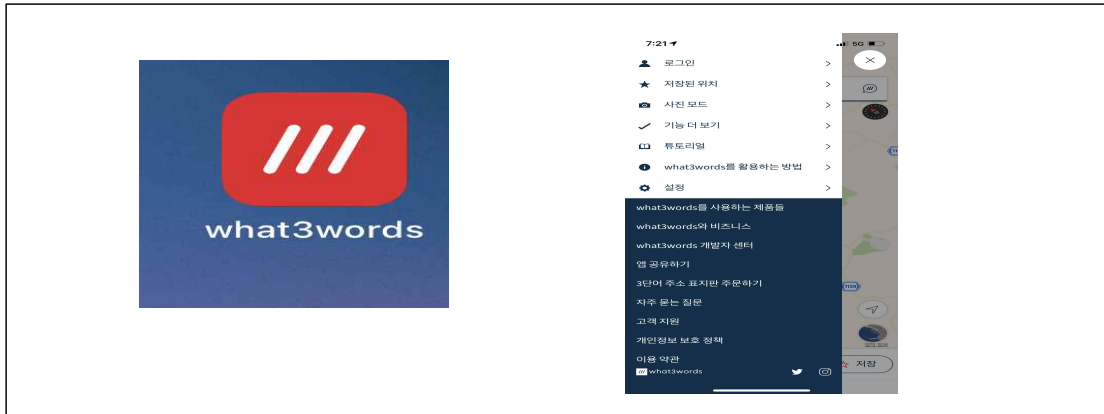 what3words
7:21
5G
로그인
저장된 위치
사진 모드
기능 더 보기
튜토리얼
what3words를 활용하는 방법
설정
what3words를 사용하는 제품들
what3words와 비즈니스
what3words 개발자 센터
앱 공유하기
3단어 주소 표지판 주문하기
자주 묻는 질문
고객 지원
개인정보 보호 정책
이용 약관
what3words
저장